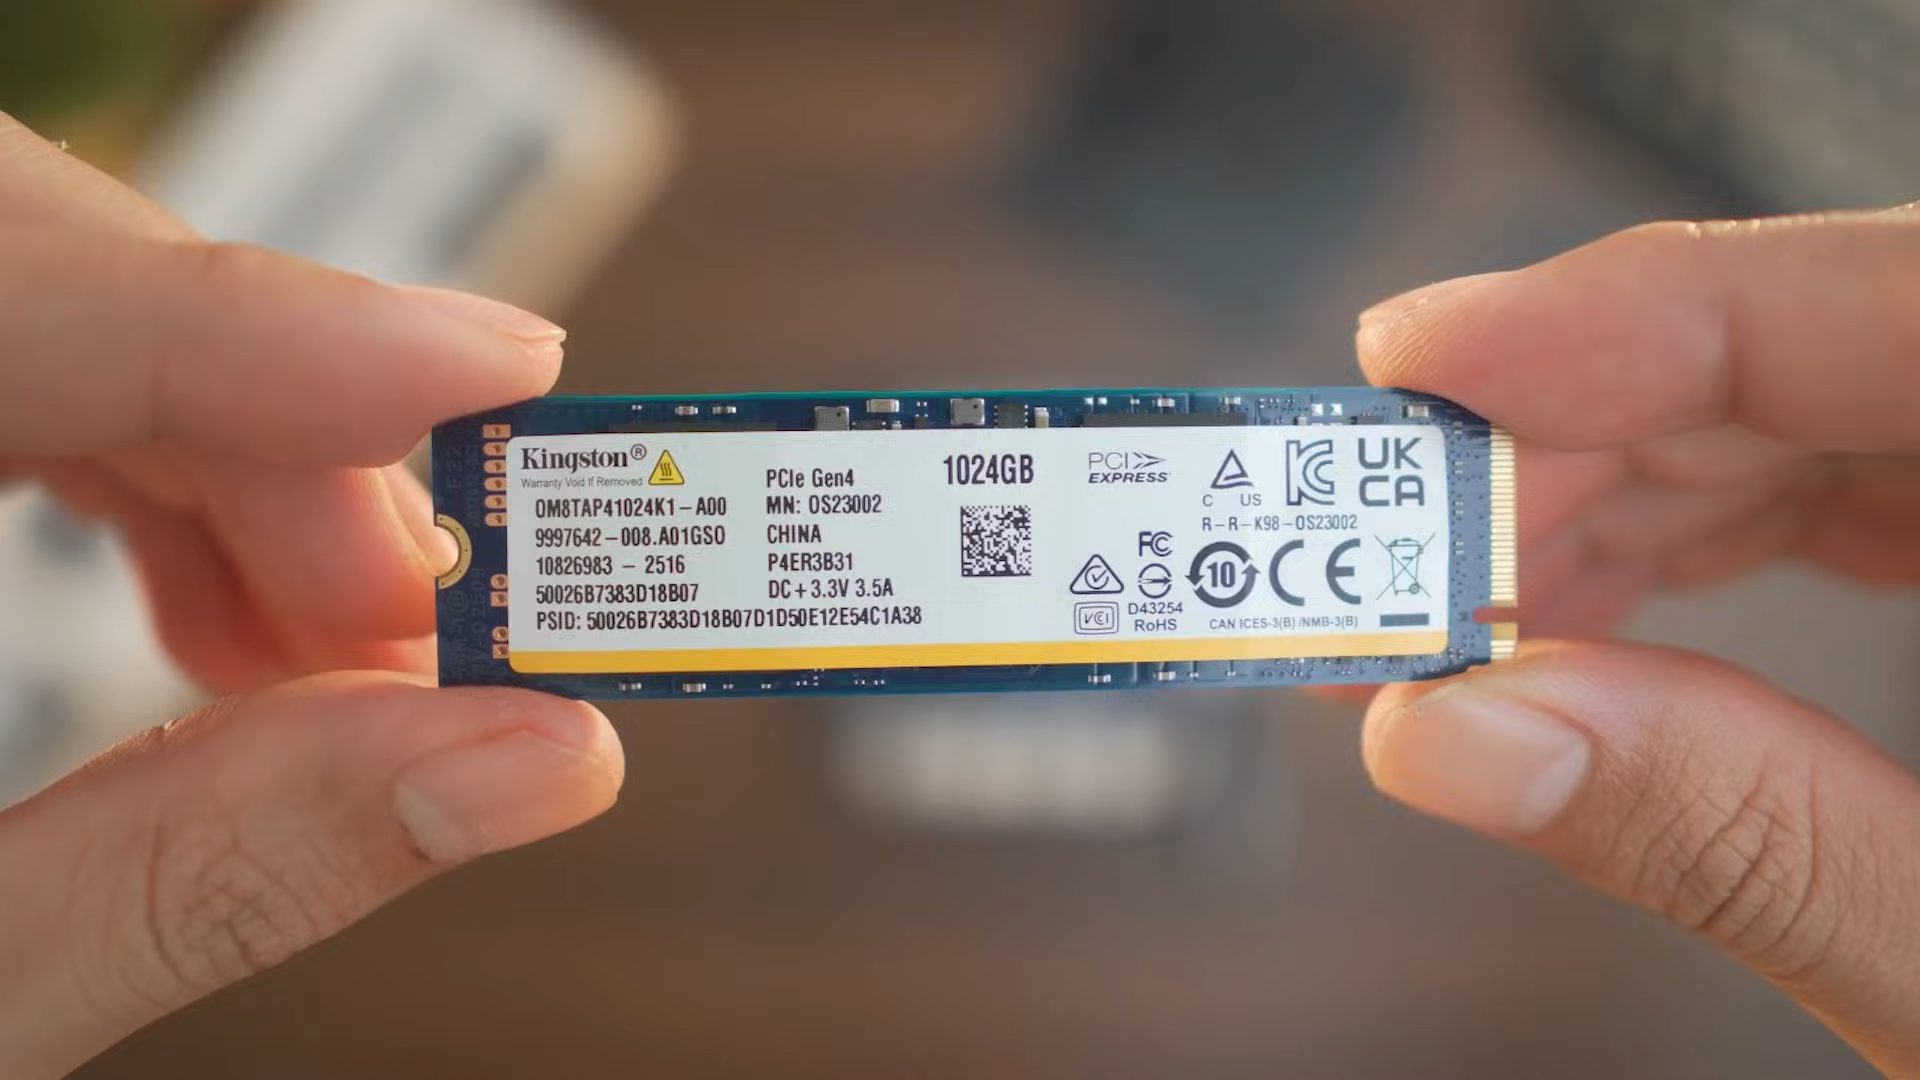 Kingston®
Warranty Void If Removed
OM8TAP41024K1-A00
9997642-008.A01GSO
10826983 - 2516
50026B7383D18B07
PSID: 50026B7383D18B07D1D50E12E54C1A38
PCIe Gen4
MN: OS23002
CHINA
P4ER3B31
DC+3.3V 3.5A
1024GB
PCI
EXPRESS®
C US
UK
CA
R-R-K98-OS23002
FC
10
CE
VCI
D43254
RoHS
CAN ICES-3(B) /NMB-3(B)